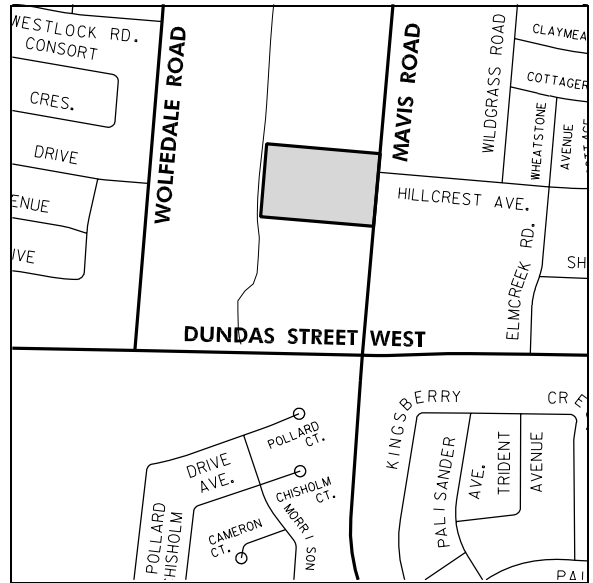 WESTLOCK RD.
CONSORT
CRES.
DRIVE
ENUE
IVE
WOLFEDALE ROAD
MAVIS ROAD
WILDGRASS ROAD
CLAYMEA
COTTAGER
WHEATSTONE
AVENUE
HILLCREST AVE.
ELMCREEK RD.
SH
DUNDAS STREET WEST
KINGSBERRY CRE
POLLARD
CT.
DRIVE
AVE.
CHISHOLM
CT.
CAMERON
CT.
MORRISON
POLLARD
HISHOLM
PALISANDER
AVE.
TRIDENT
AVENUE
PAL